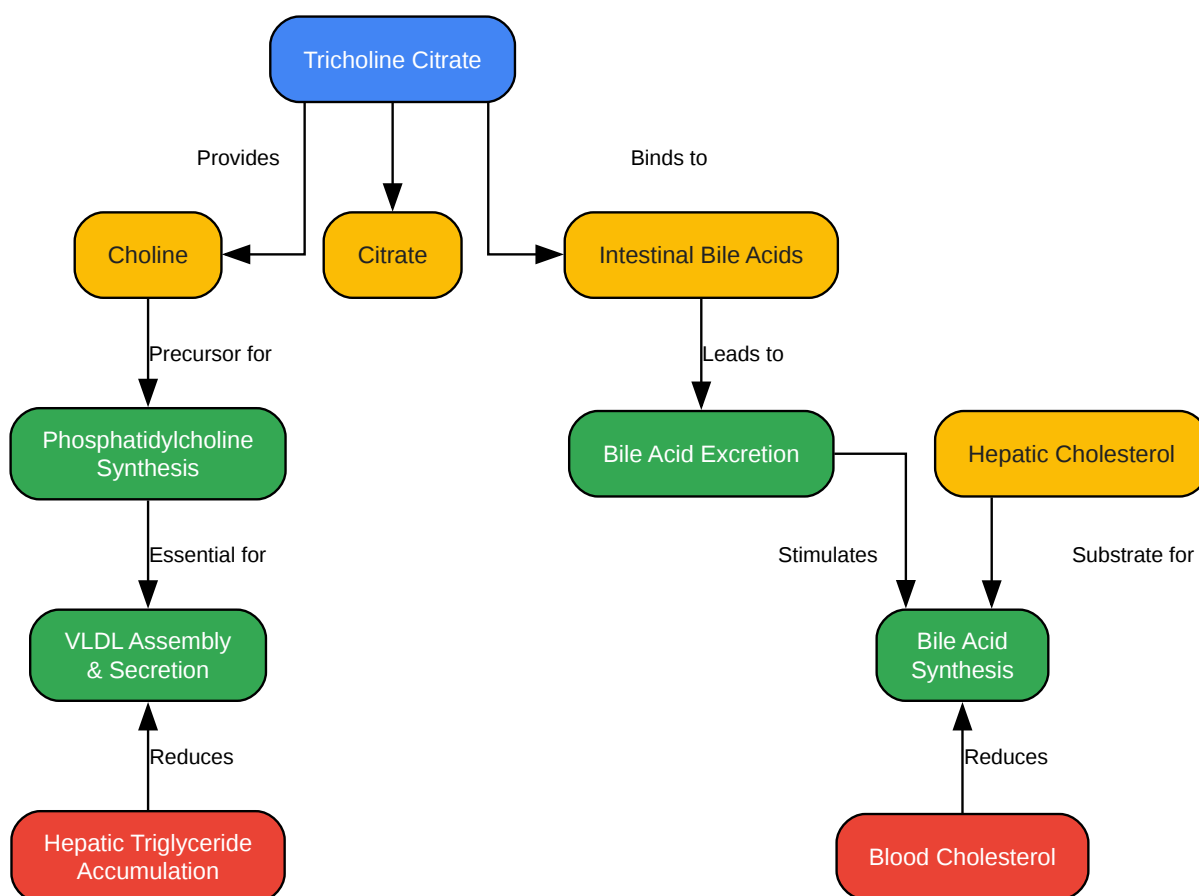 Tricholine Citrate
Provides
Binds to
Choline
Citrate
Intestinal Bile Acids
Precursor for
Leads to
Phosphatidylcholine
Synthesis
Bile Acid Excretion
Hepatic Cholesterol
Essential for
Stimulates
Substrate for
VLDL Assembly
& Secretion
Bile Acid
Synthesis
Reduces
Reduces
Hepatic Triglyceride
Accumulation
Blood Cholesterol